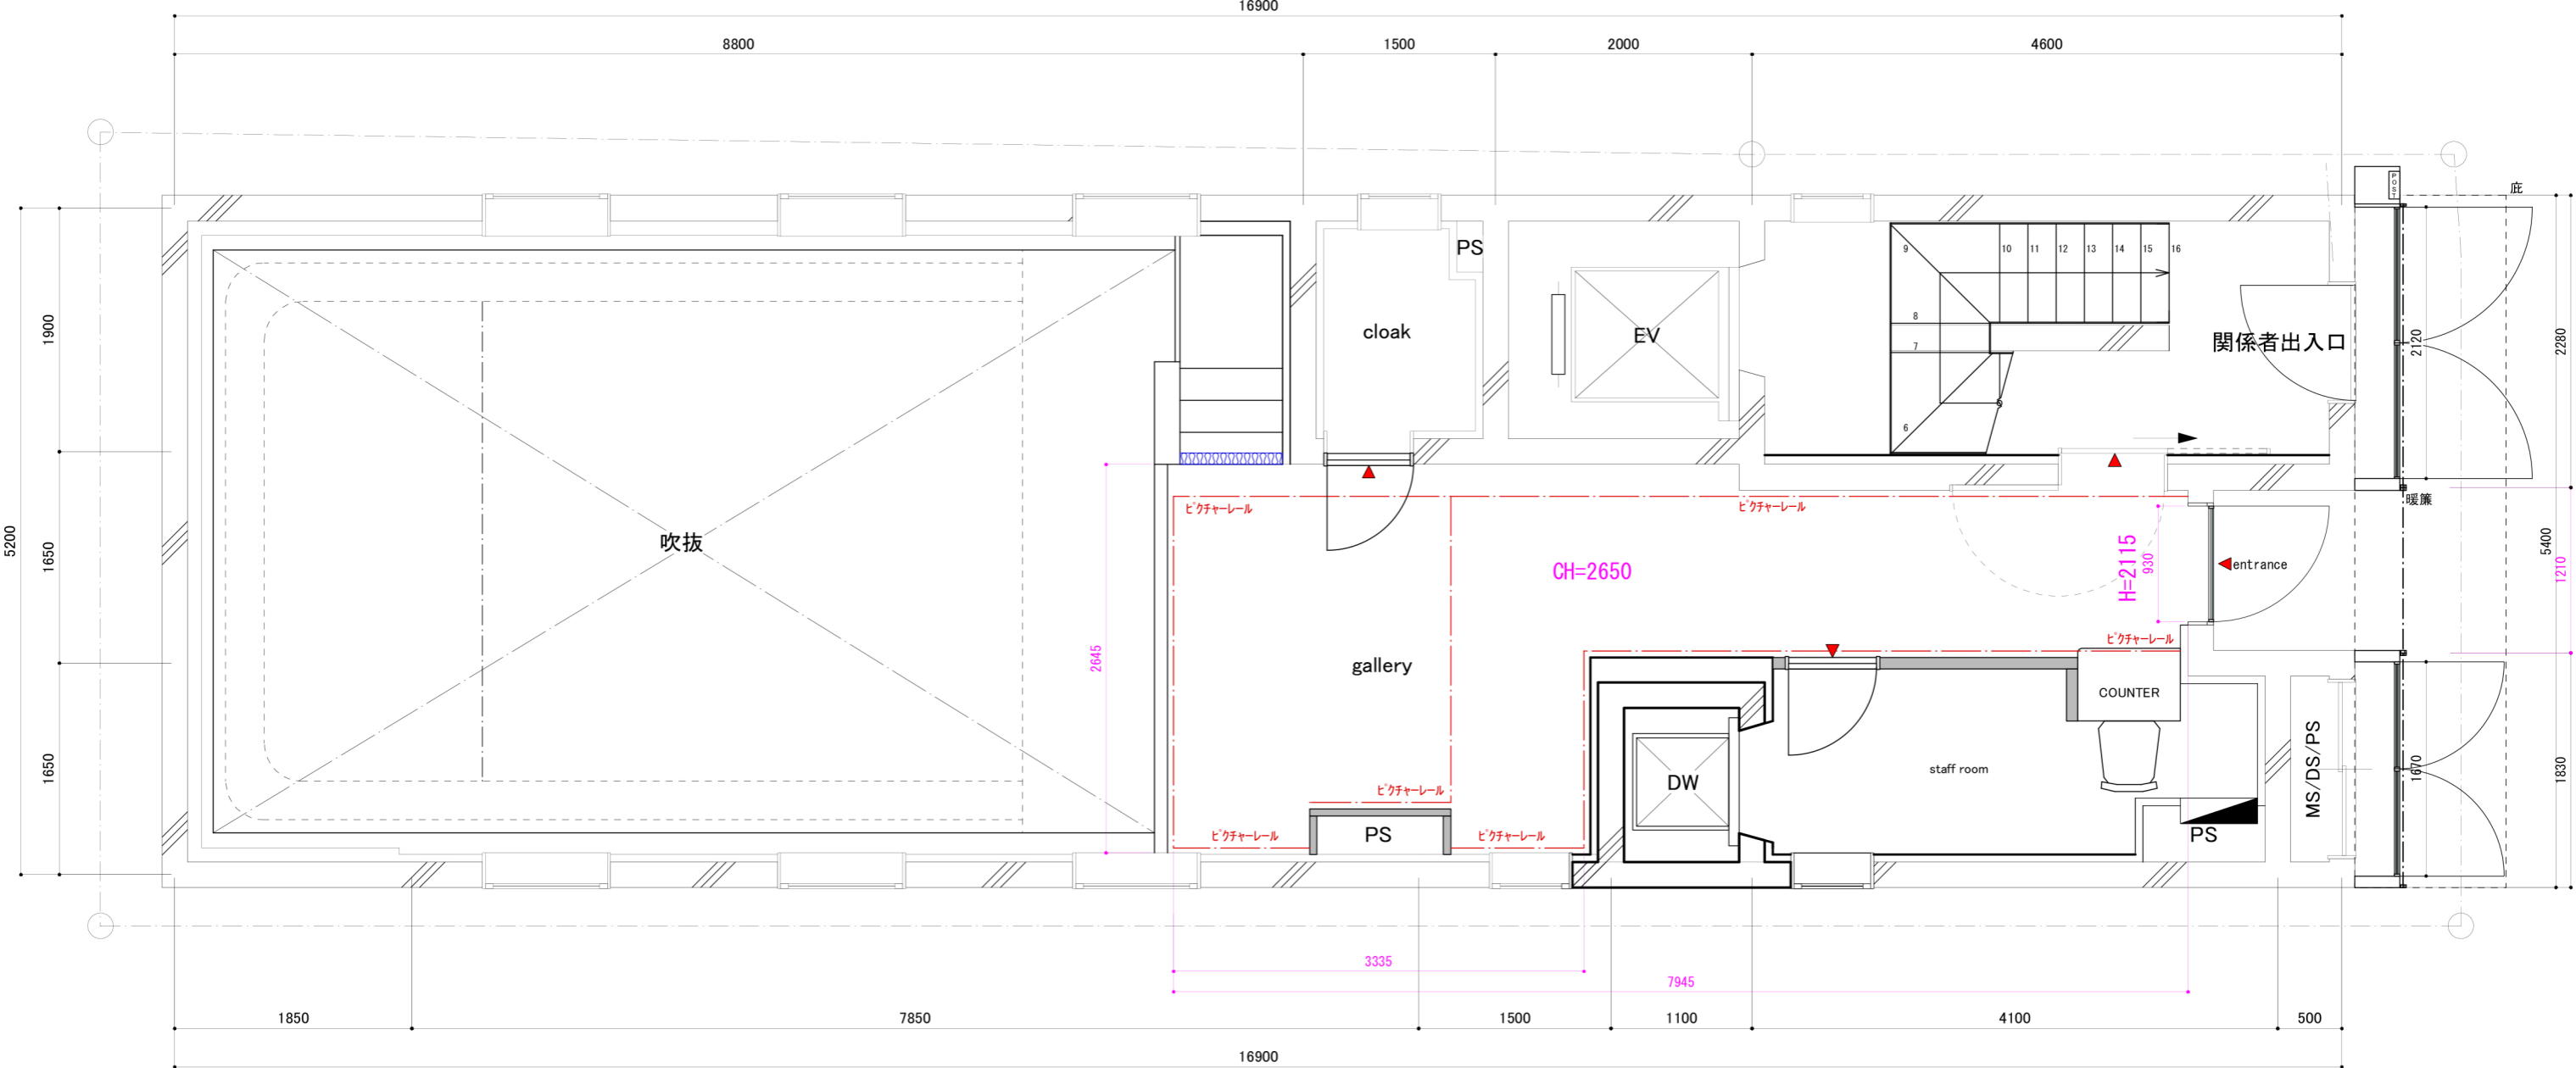 16900
8800
1500
2000
4600
POST
庇
PS
9
10
11
12
13
14
15
16
cloak
EV
8
7
6
関係者出入口
2120
2280
1900
5200
1650
1650
吹抜
ピクチャーレール
ピクチャーレール
暖簾
CH=2650
H=2115
930
entrance
5400
1210
2645
gallery
ピクチャーレール
COUNTER
DW
staff room
MS/DS/PS
1670
1830
ピクチャーレール
ピクチャーレール
PS
ピクチャーレール
PS
3335
7945
1850
7850
1500
1100
4100
500
16900